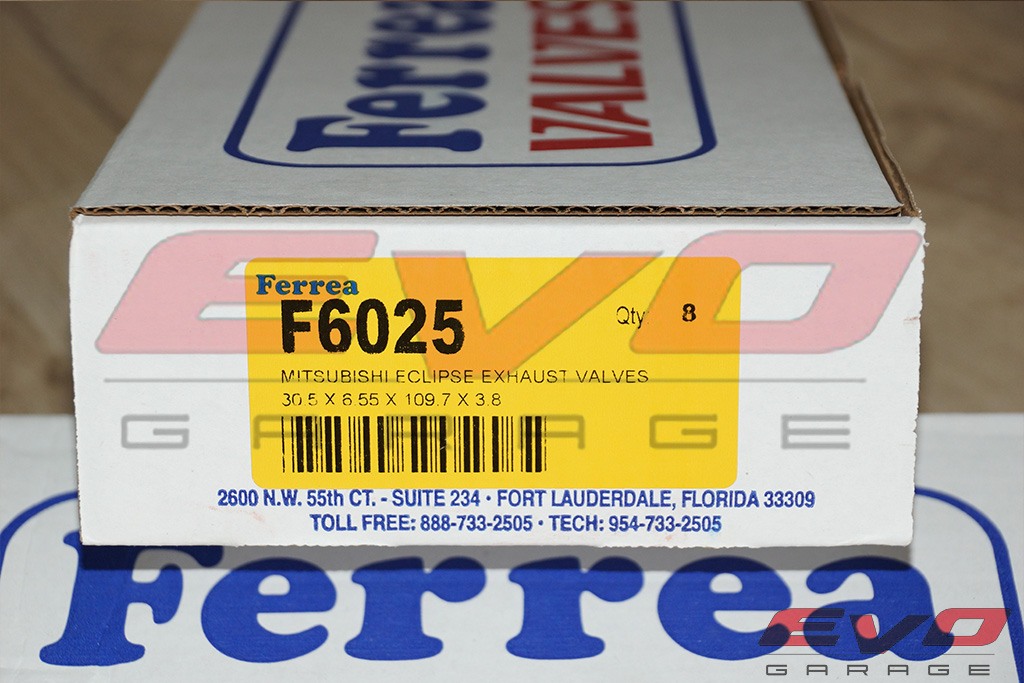 Ferrea
VALVES
EVO
GARAGE
Ferrea
F6025
Qty: 8
MITSUBISHI ECLIPSE EXHAUST VALVES
30.5 X 6.55 X 109.7 X 3.8
2600 N.W. 55th CT. - SUITE 234 • FORT LAUDERDALE, FLORIDA 33309
TOLL FREE: 888-733-2505 • TECH: 954-733-2505
Ferrea
EVO
GARAGE